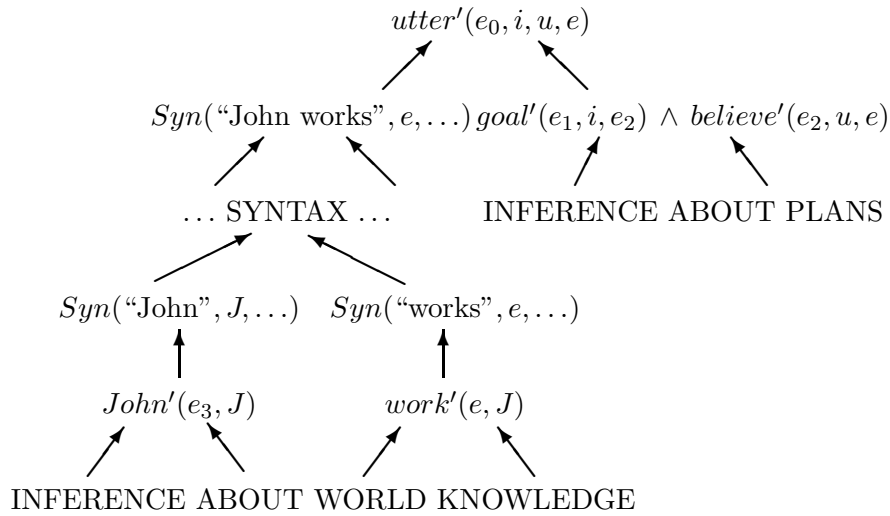 utter′(e₀, i, u, e)
Syn(“John works”, e, . . .) goal′(e₁, i, e₂) ∧ believe′(e₂, u, e)
. . . SYNTAX . . . INFERENCE ABOUT PLANS
Syn(“John”, J, . . .) Syn(“works”, e, . . .)
John′(e₃, J) work′(e, J)
INFERENCE ABOUT WORLD KNOWLEDGE